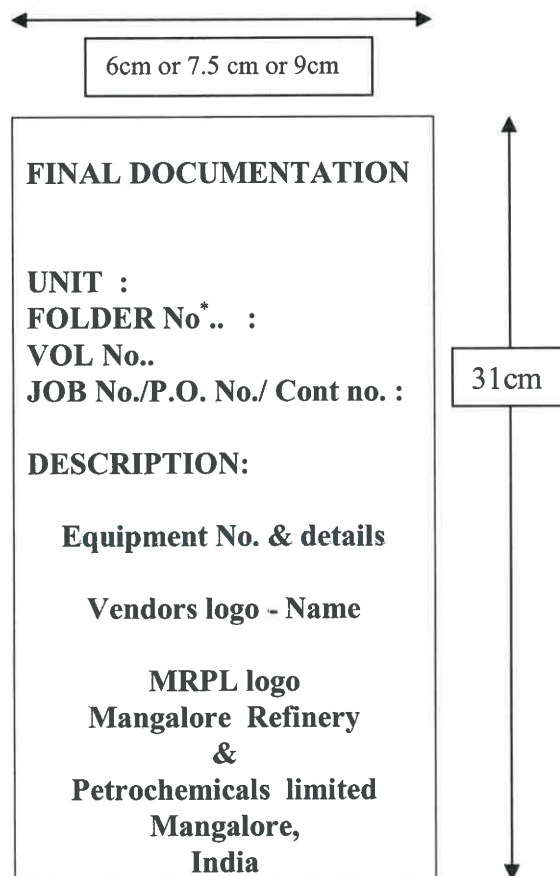 6cm or 7.5 cm or 9cm
FINAL DOCUMENTATION
UNIT :
FOLDER No*.. :
VOL No..
JOB No./P.O. No./ Cont no. :
31cm
DESCRIPTION:
Equipment No. & details
Vendors logo - Name
MRPL logo
Mangalore Refinery
&
Petrochemicals limited
Mangalore,
India